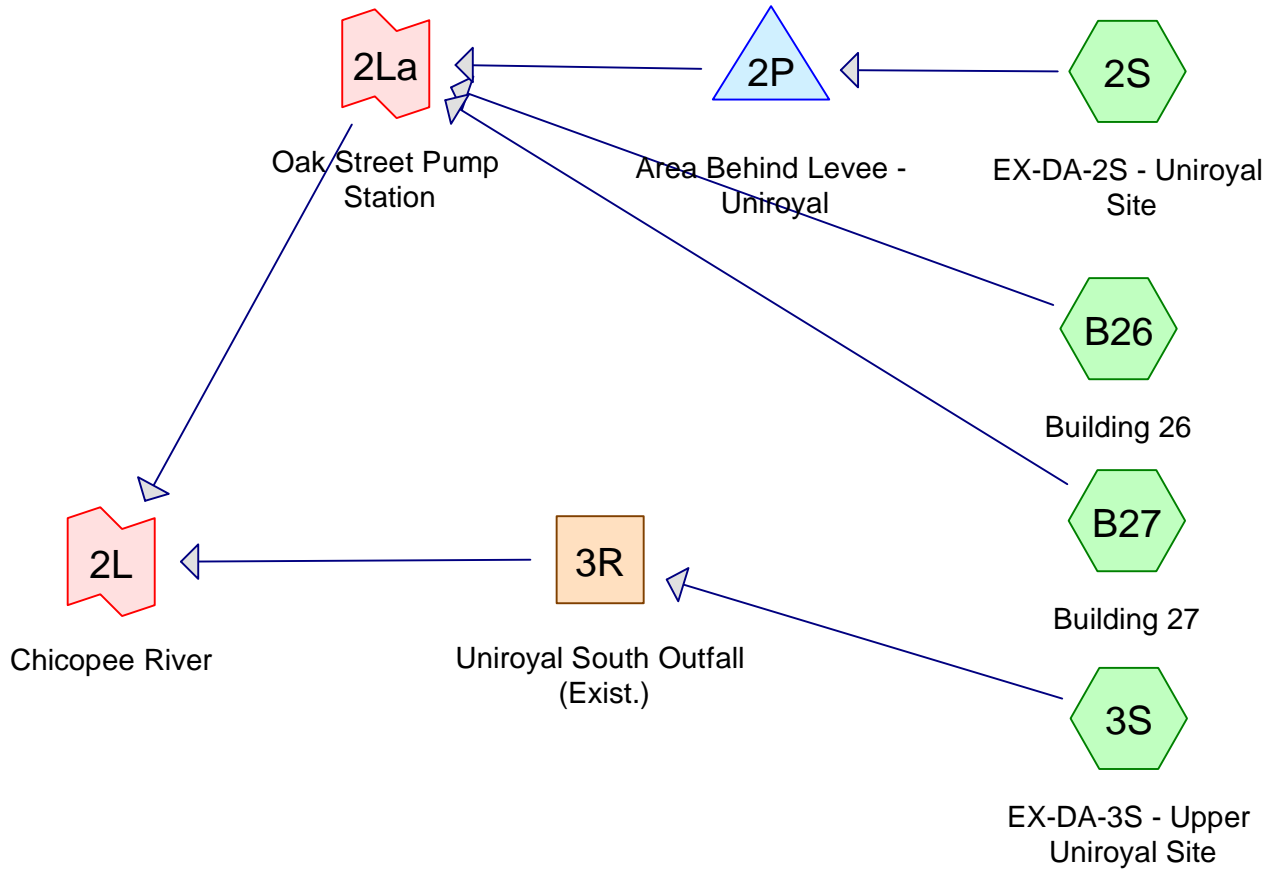 2La
2P
2S
Oak Street Pump
Station
Area Behind Levee -
Uniroyal
EX-DA-2S - Uniroyal
Site
B26
Building 26
B27
Building 27
2L
Chicopee River
3R
Uniroyal South Outfall
(Exist.)
3S
EX-DA-3S - Upper
Uniroyal Site